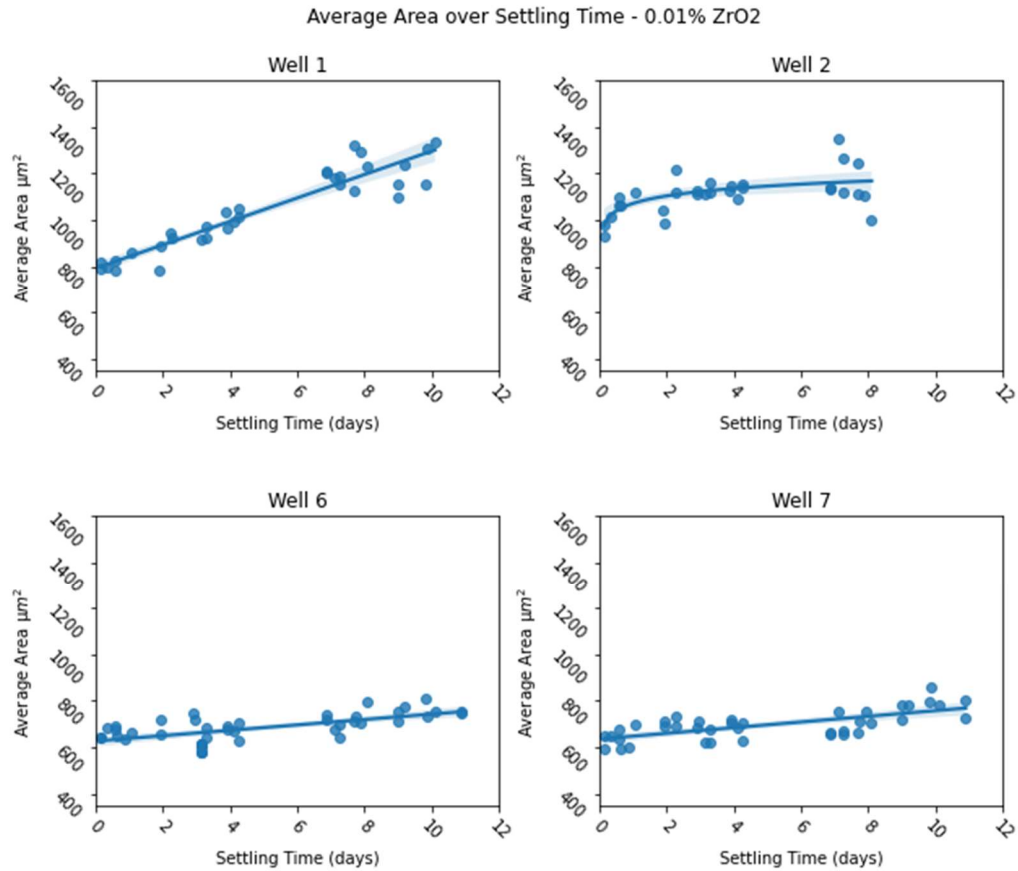 Average Area over Settling Time - 0.01% ZrO2
Well 1
1600
1400
1200
1000
800
600
400
Average Area μm²
0 2 4 6 8 10 12
Settling Time (days)
Well 2
1600
1400
1200
1000
800
600
400
Average Area μm²
0 2 4 6 8 10 12
Settling Time (days)
Well 6
1600
1400
1200
1000
800
600
400
Average Area μm²
0 2 4 6 8 10 12
Settling Time (days)
Well 7
1600
1400
1200
1000
800
600
400
Average Area μm²
0 2 4 6 8 10 12
Settling Time (days)